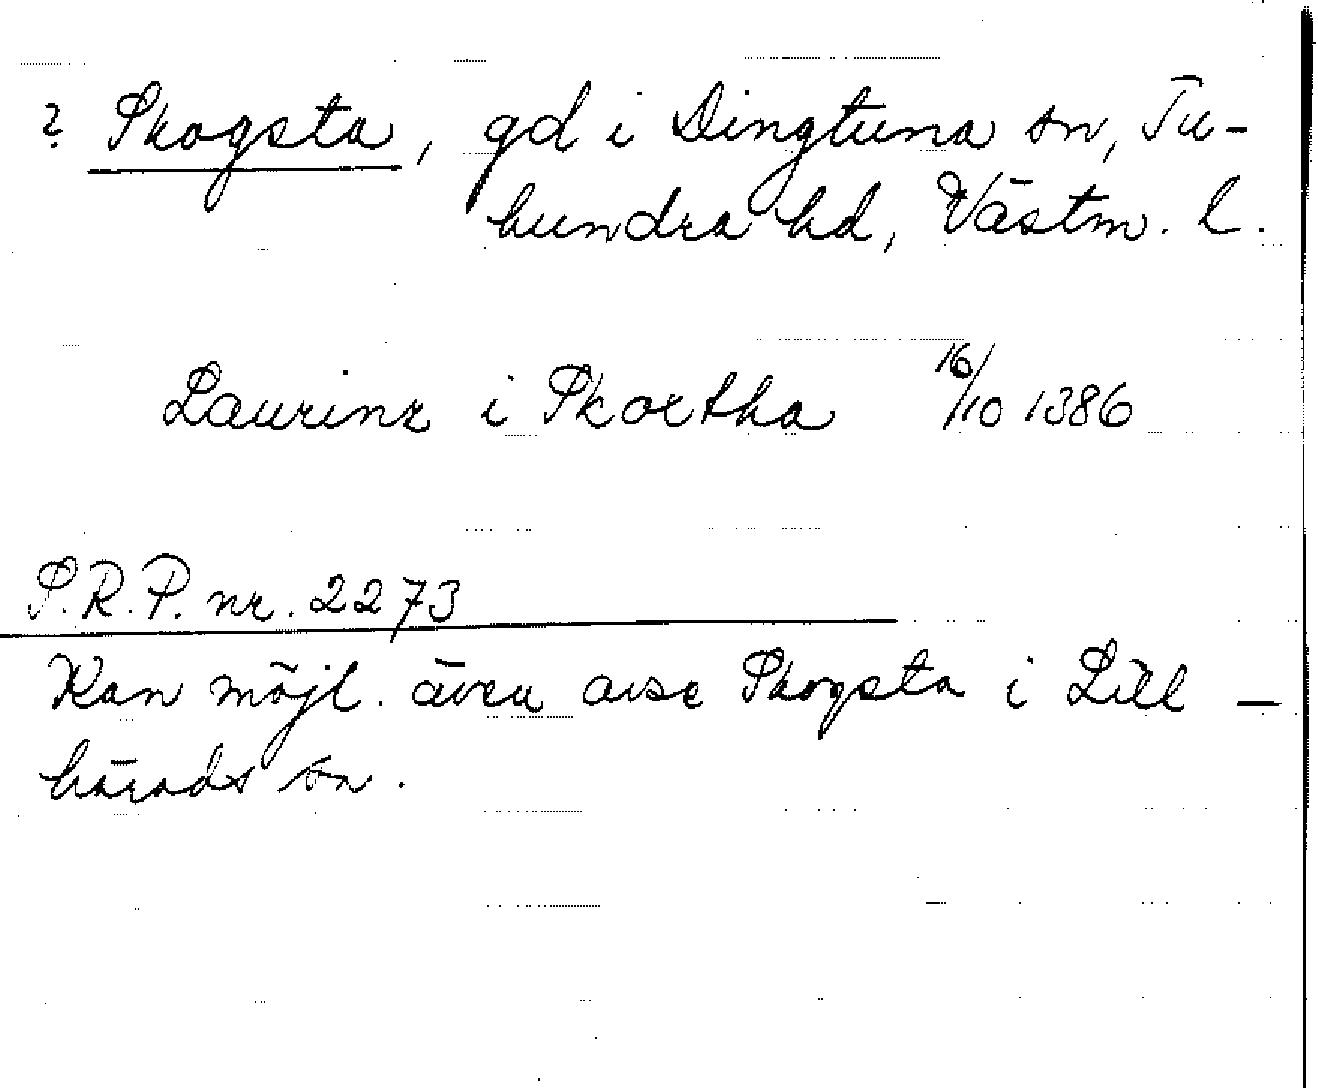 ? Skogsta, gd i Dingtuna sn, Tu-
hundra hd, Västm. l.
Laurinz i Skoztha 16/10 1386
S.R.P. nr. 2273
Kan möjl. även avse Skogsta i Lill-
härads sn.